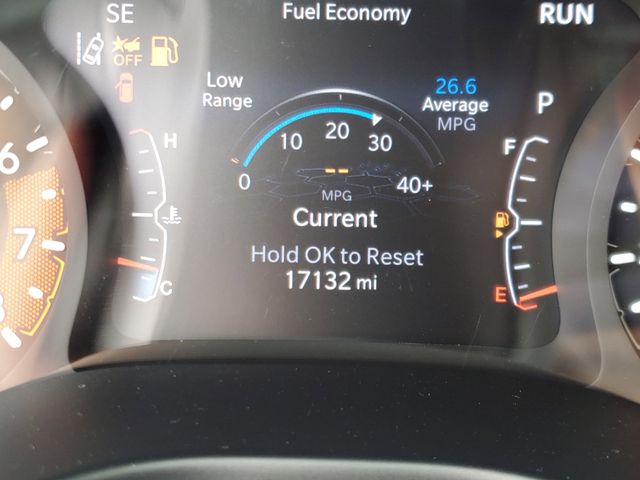 SE
Fuel Economy
RUN
OFF
Low
Range
26.6
Average
MPG
P
H
F
6
10
20
30
0
40+
--
MPG
7
Current
Hold OK to Reset
17132 mi
C
E